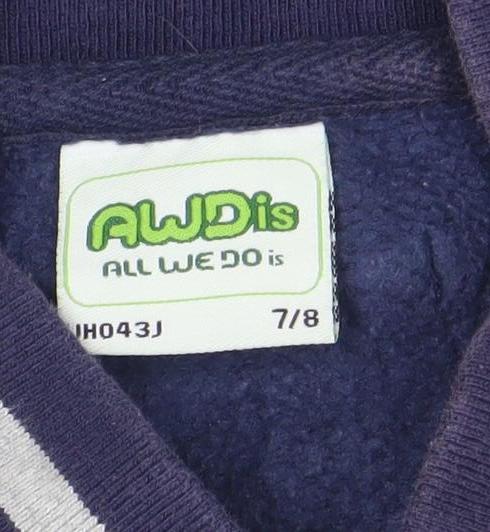 AWDis
ALL WE DO is
JH043J
7/8